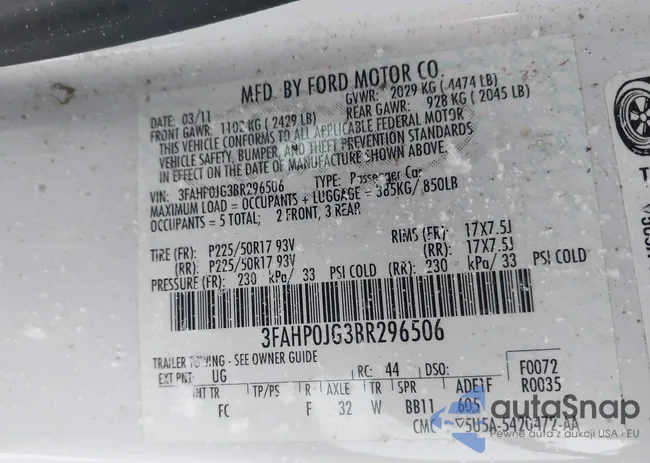 MFD. BY FORD MOTOR CO.
DATE: 03/11 GVWR: 2029 KG ( 4474 LB)
FRONT GAWR: 1102 KG ( 2429 LB) REAR GAWR: 928 KG ( 2045 LB)
THIS VEHICLE CONFORMS TO ALL APPLICABLE FEDERAL MOTOR
VEHICLE SAFETY, BUMPER, AND THEFT PREVENTION STANDARDS
IN EFFECT ON THE DATE OF MANUFACTURE SHOWN ABOVE.
VIN: 3FAHP0JG3BR296506 TYPE: Passenger Car
MAXIMUM LOAD = OCCUPANTS + LUGGAGE = 385KG/ 850LB
OCCUPANTS = 5 TOTAL; 2 FRONT, 3 REAR
TIRE (FR): P225/50R17 93V RIMS (FR): 17X7.5J
(RR): P225/50R17 93V (RR): 17X7.5J
PRESSURE (FR): 230 kPa/ 33 PSI COLD (RR): 230 kPa/ 33 PSI COLD
3FAHP0JG3BR296506
TRAILER TOWING - SEE OWNER GUIDE
EXT PNT: UG RC: 44 DSO: F0072
R0035
INT TR TP/PS R AXLE TR SPR ADE1F
FC F 32 W BB11 605
5U5A-5420472-AA
autoSnap
Pewne auta z aukcji USA i EU